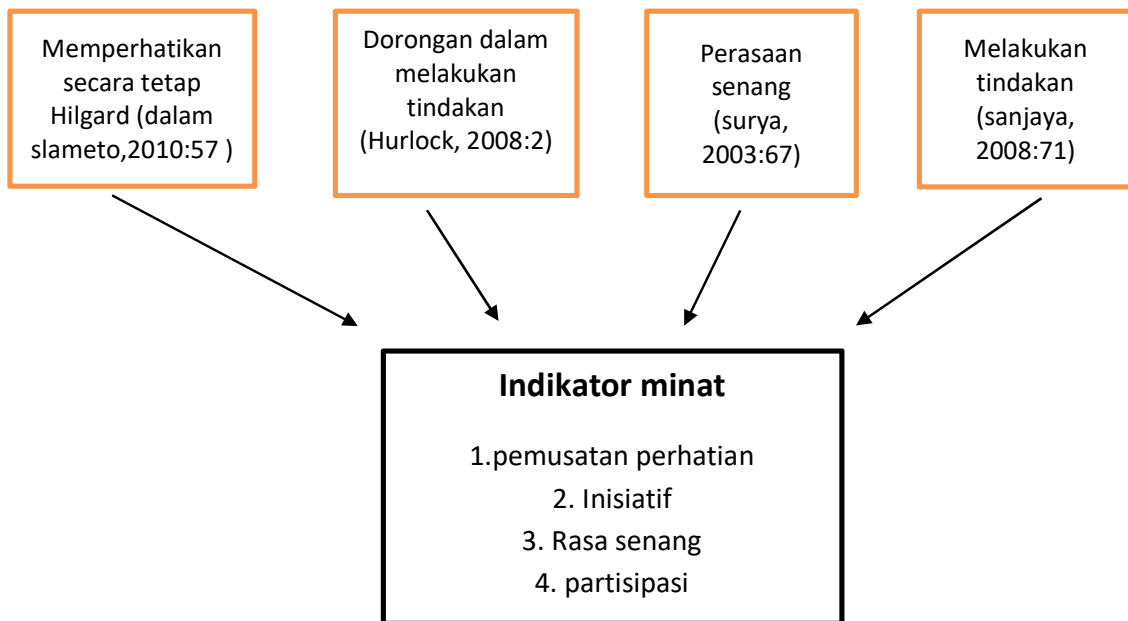 Memperhatikan
secara tetap
Hilgard (dalam
slameto,2010:57 )
Dorongan dalam
melakukan
tindakan
(Hurlock, 2008:2)
Perasaan
senang
(surya,
2003:67)
Melakukan
tindakan
(sanjaya,
2008:71)
Indikator minat
1.pemusatan perhatian
2. Inisiatif
3. Rasa senang
4. partisipasi